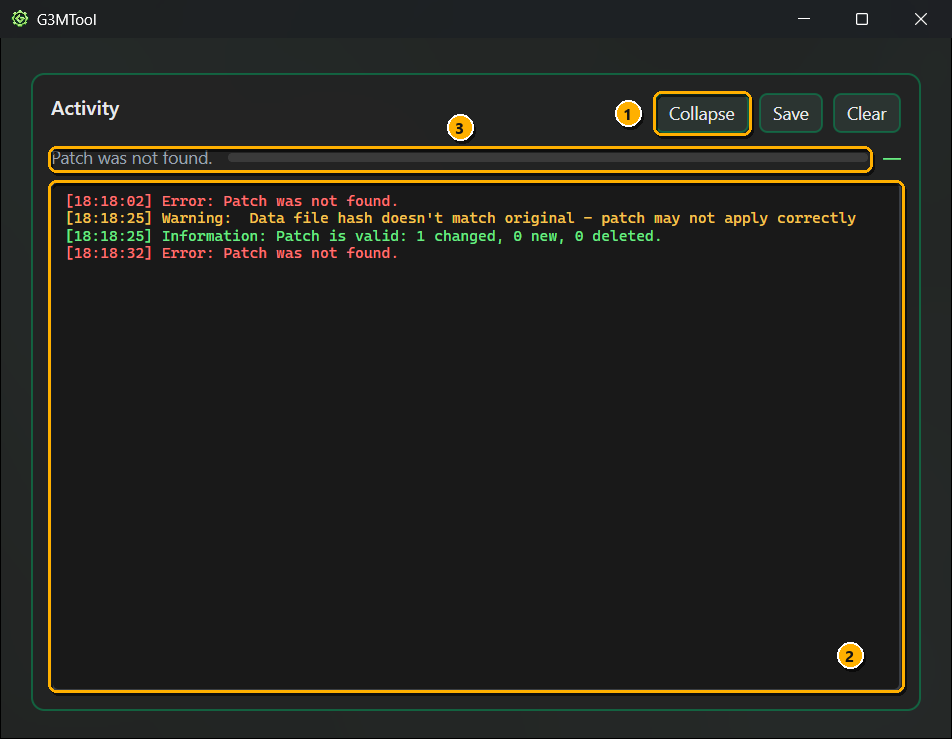 G3MTool
Activity
1
Collapse
Save
Clear
3
Patch was not found.
[18:18:02] Error: Patch was not found.
[18:18:25] Warning:  Data file hash doesn't match original – patch may not apply correctly
[18:18:25] Information: Patch is valid: 1 changed, 0 new, 0 deleted.
[18:18:32] Error: Patch was not found.
2